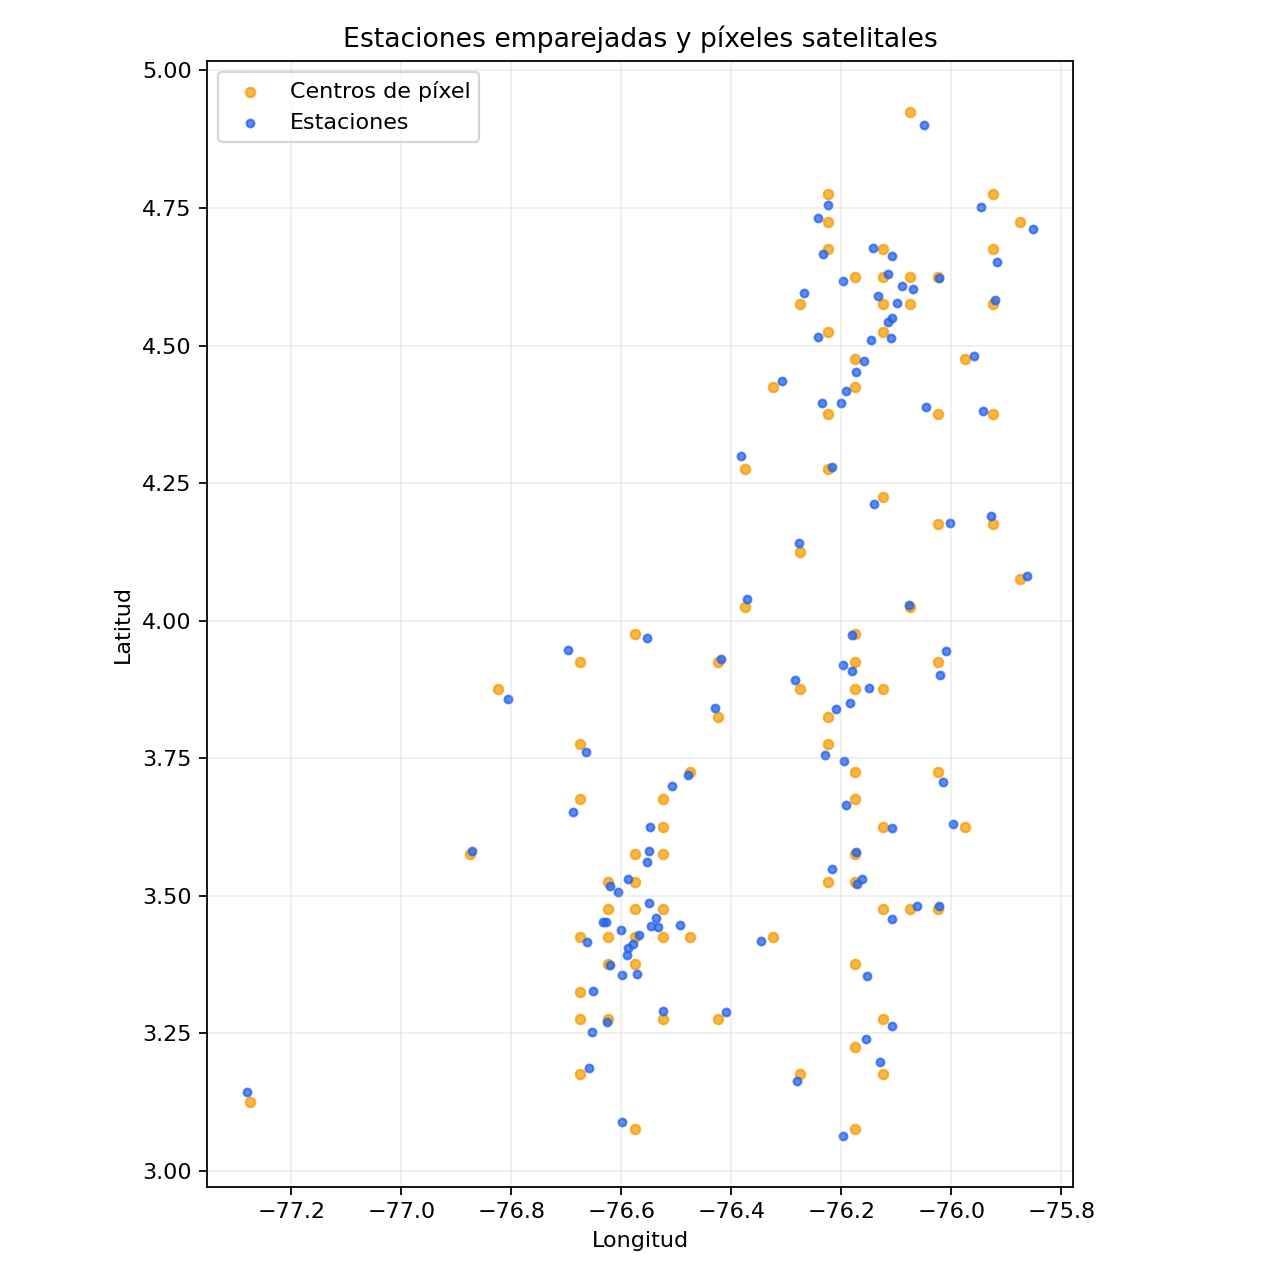 Estaciones emparejadas y píxeles satelitales
Centros de píxel
Estaciones
5.00
4.75
4.50
4.25
4.00
3.75
3.50
3.25
3.00
Latitud
−77.2 −77.0 −76.8 −76.6 −76.4 −76.2 −76.0 −75.8
Longitud